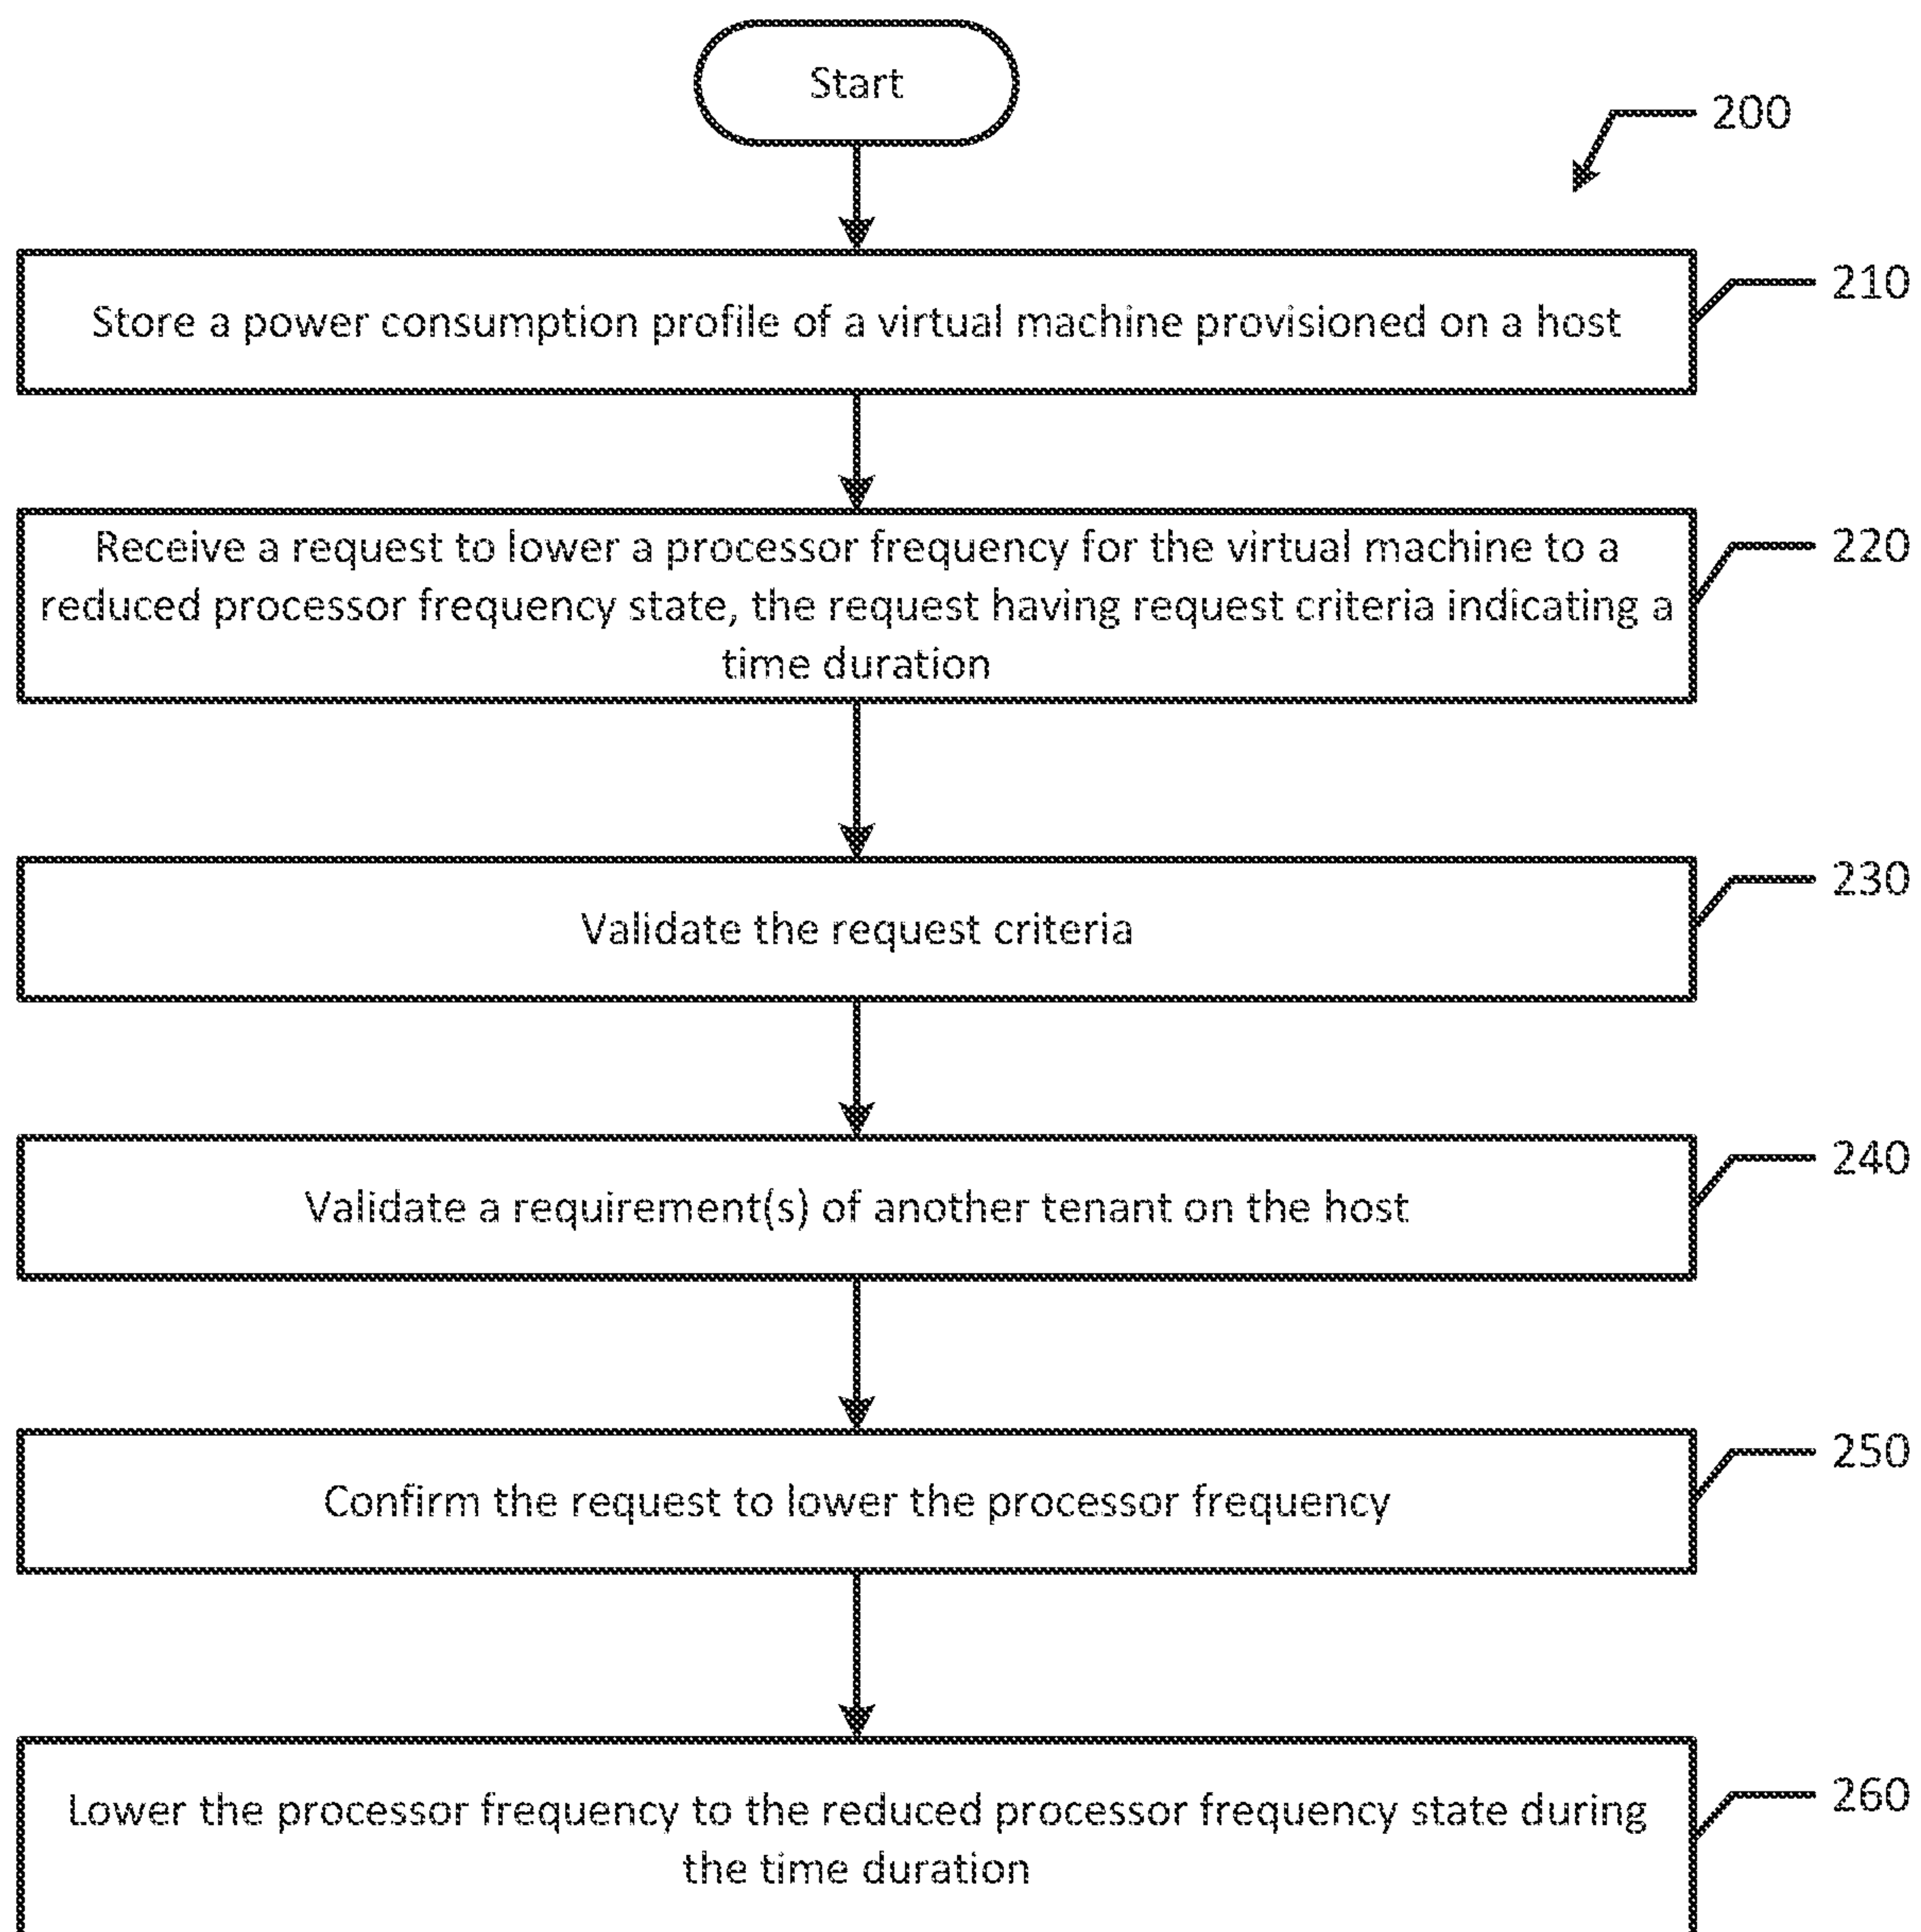 Start
200
Store a power consumption profile of a virtual machine provisioned on a host
210
Receive a request to lower a processor frequency for the virtual machine to a
reduced processor frequency state, the request having request criteria indicating a
time duration
220
Validate the request criteria
230
Validate a requirement(s) of another tenant on the host
240
Confirm the request to lower the processor frequency
250
Lower the processor frequency to the reduced processor frequency state during
the time duration
260